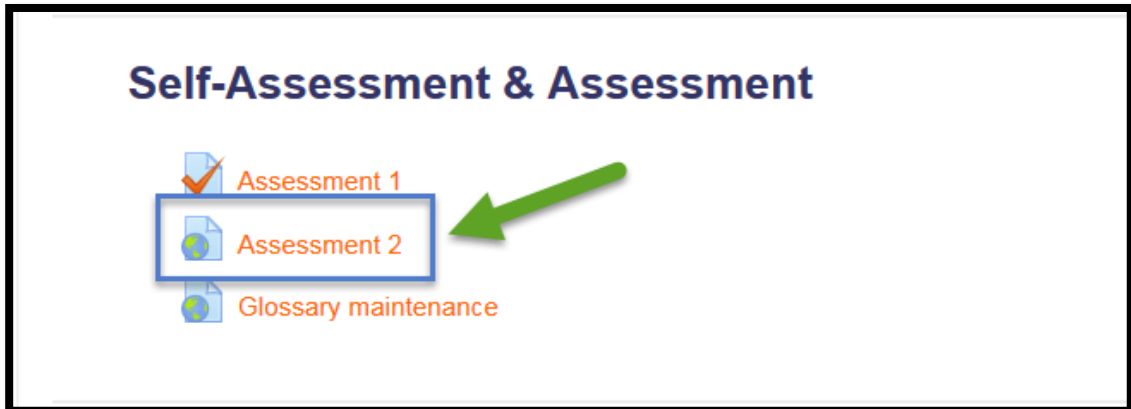 Self-Assessment & Assessment
Assessment 1
Assessment 2
Glossary maintenance